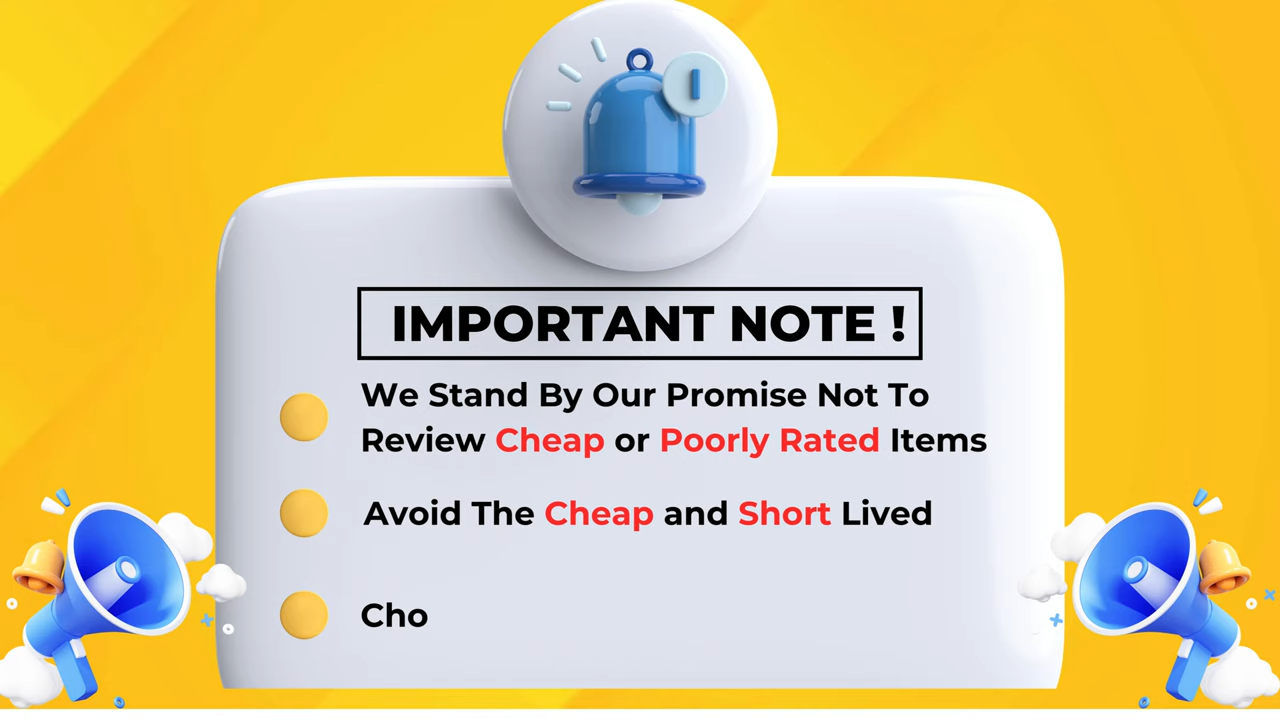 IMPORTANT NOTE !
We Stand By Our Promise Not To
Review Cheap or Poorly Rated Items
Avoid The Cheap and Short Lived
Cho